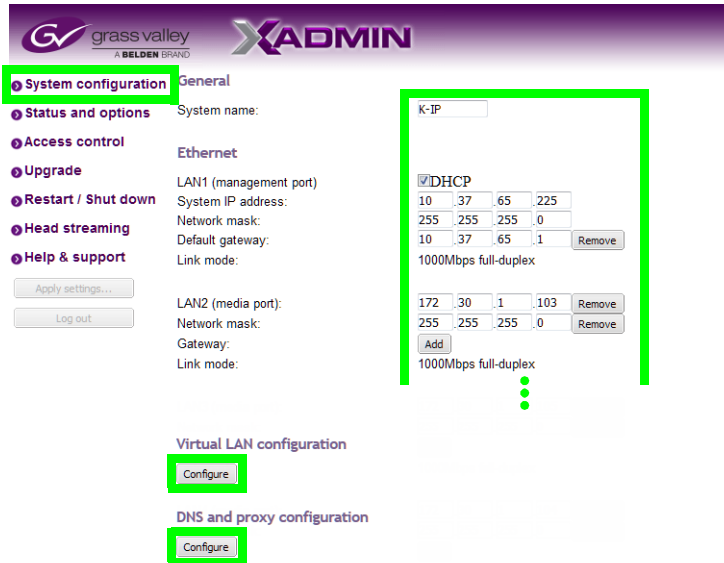 GV grass valley
A BELDEN BRAND
XADMIN
System configuration
Status and options
Access control
Upgrade
Restart / Shut down
Head streaming
Help & support
Apply settings...
Log out
General
System name: K-IP
Ethernet
LAN1 (management port) DHCP
System IP address: 10 .37 .65 .225
Network mask: 255 .255 .255 .0
Default gateway: 10 .37 .65 .1 Remove
Link mode: 1000Mbps full-duplex
LAN2 (media port): 172 .30 .1 .103 Remove
Network mask: 255 .255 .255 .0 Remove
Gateway: Add
Link mode: 1000Mbps full-duplex
Virtual LAN configuration
Configure
DNS and proxy configuration
Configure